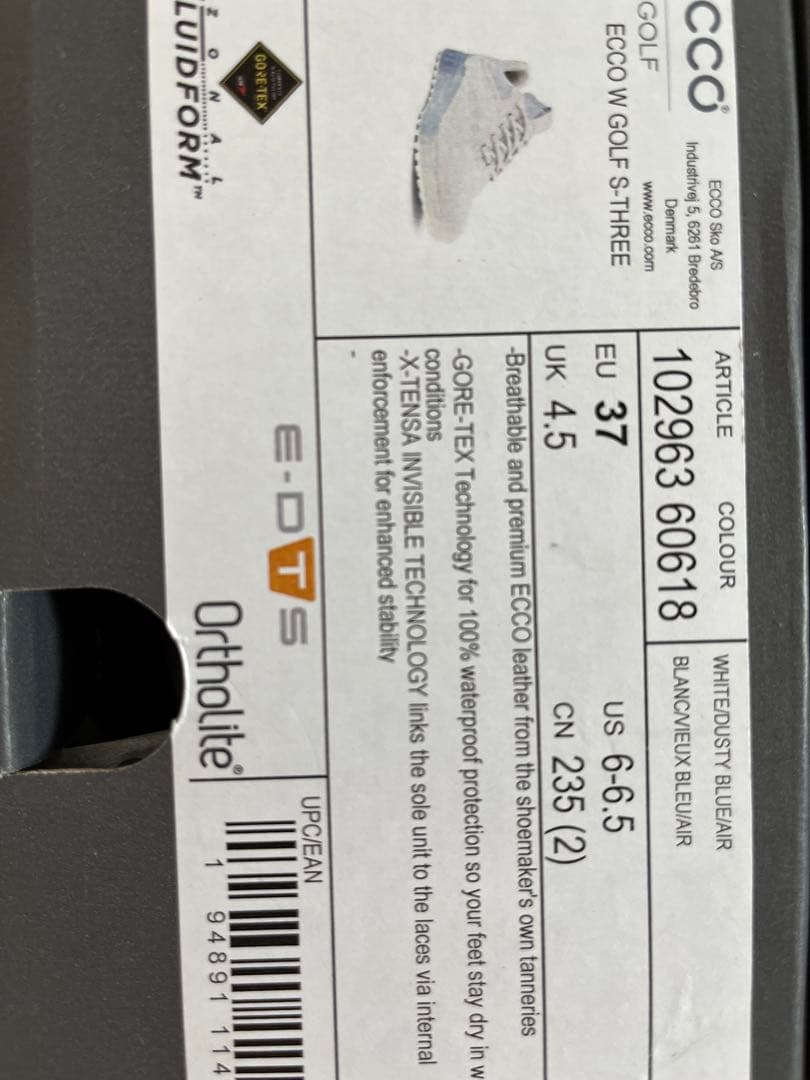 CCO®
GOLF
ECCO Sko A/S
Industrivej 5, 6261 Bredebro
Denmark
www.ecco.com
ECCO W GOLF S-THREE
ARTICLE COLOUR
102963 60618
WHITE/DUSTY BLUE/AIR
BLANC/VIEUX BLEU/AIR
EU 37 US 6-6.5
UK 4.5 CN 235 (2)
-Breathable and premium ECCO leather from the shoemaker's own tanneries
-GORE-TEX Technology for 100% waterproof protection so your feet stay dry in w
conditions
-X-TENSA INVISIBLE TECHNOLOGY links the sole unit to the laces via internal
enforcement for enhanced stability
-
GORE-TEX
ZONAL
LUIDFORM™
E-DTS
Ortholite®
UPC/EAN
1 94891 114